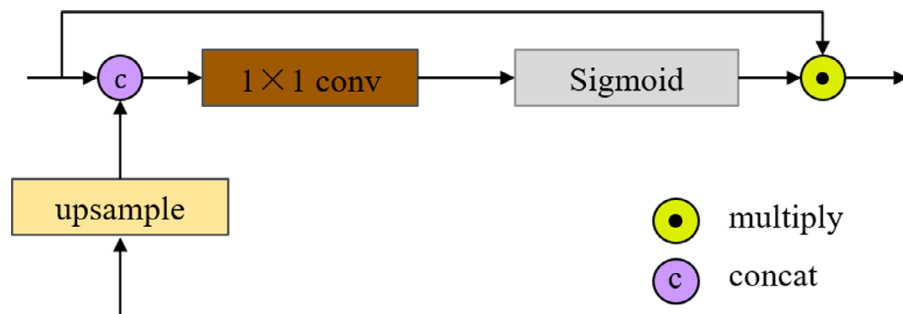 c
1×1 conv
Sigmoid
upsample
multiply
c
concat